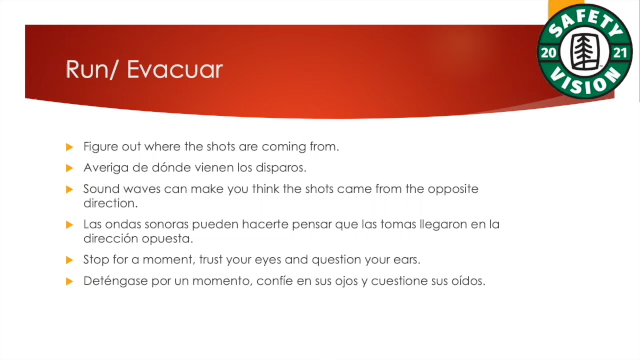 SAFETY
20 21
VISION
Run/ Evacuar
Figure out where the shots are coming from.
Averiga de dónde vienen los disparos.
Sound waves can make you think the shots came from the opposite
direction.
Las ondas sonoras pueden hacerte pensar que las tomas llegaron en la
dirección opuesta.
Stop for a moment, trust your eyes and question your ears.
Deténgase por un momento, confíe en sus ojos y cuestione sus oídos.